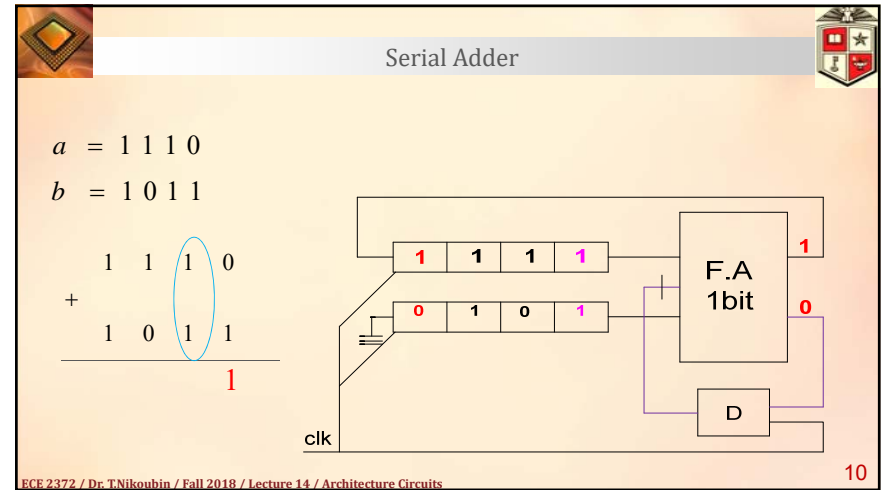 Serial Adder
a = 1 1 1 0
b = 1 0 1 1
1 1 1 0
+
1 0 1 1
1
1 1 1 1
0 1 0 1
F.A
1bit
1
0
D
clk
ECE 2372 / Dr. T.Nikoubin / Fall 2018 / Lecture 14 / Architecture Circuits
10